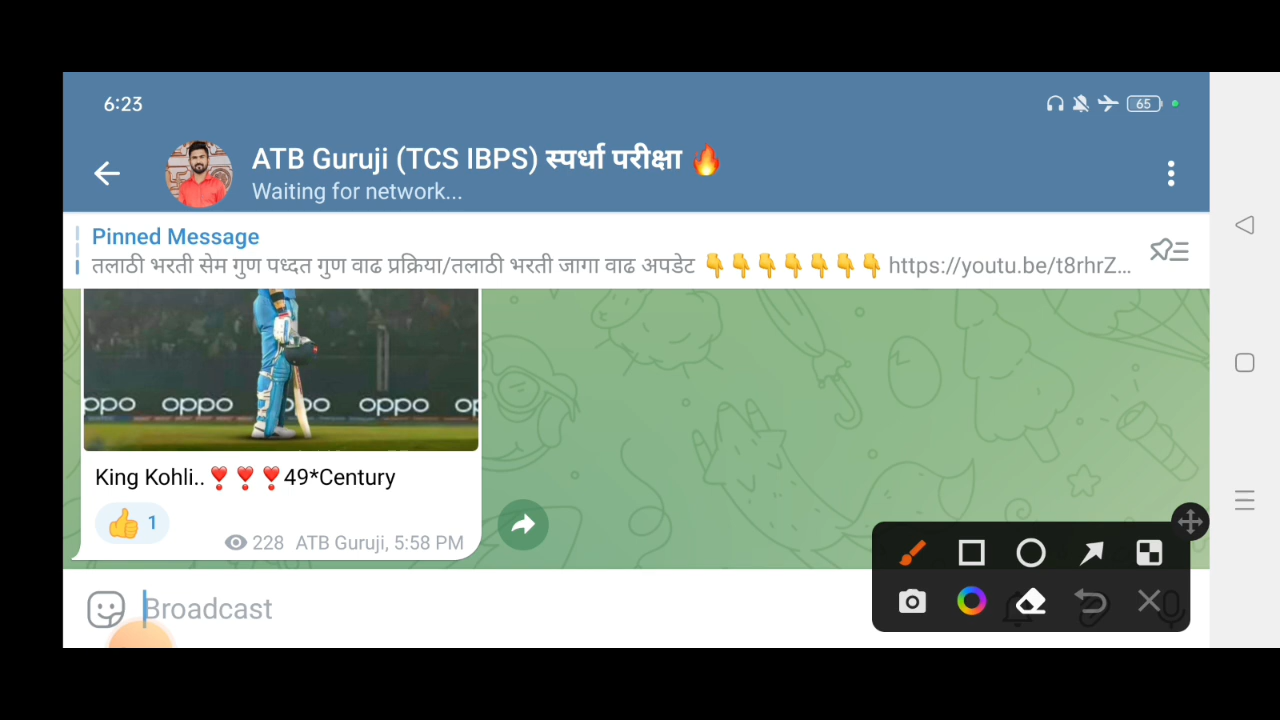 6:23
65
ATB Guruji (TCS IBPS) स्पर्धा परीक्षा 🔥
Waiting for network...
Pinned Message
तलाठी भरती सेम गुण पध्दत गुण वाढ प्रक्रिया/तलाठी भरती जागा वाढ अपडेट 👇👇👇👇👇👇👇 https://youtu.be/t8rhrZ...
oppo oppo oppo oppo
King Kohli..❣️❣️❣️49*Century
👍 1
228 ATB Guruji, 5:58 PM
Broadcast